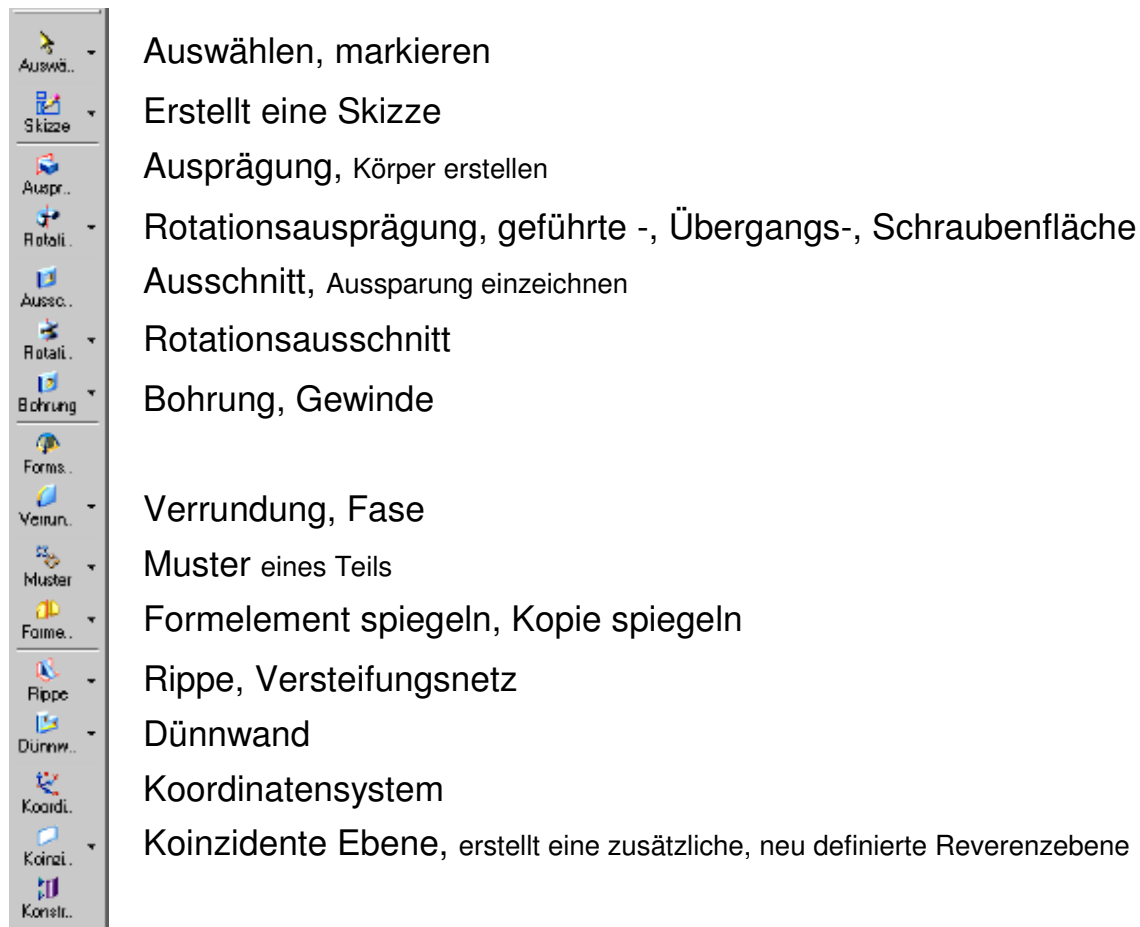 Auswä.. Auswählen, markieren
Skizze Erstellt eine Skizze
Auspr.. Ausprägung, Körper erstellen
Rotati.. Rotationsausprägung, geführte -, Übergangs-, Schraubenfläche
Aussc.. Ausschnitt, Aussparung einzeichnen
Rotati.. Rotationsausschnitt
Bohrung Bohrung, Gewinde
Forms..
Verrun.. Verrundung, Fase
Muster Muster eines Teils
Forme.. Formelement spiegeln, Kopie spiegeln
Rippe Rippe, Versteifungsnetz
Dünnw.. Dünnwand
Koordi.. Koordinatensystem
Koinzi.. Koinzidente Ebene, erstellt eine zusätzliche, neu definierte Reverenzebene
Konstr..